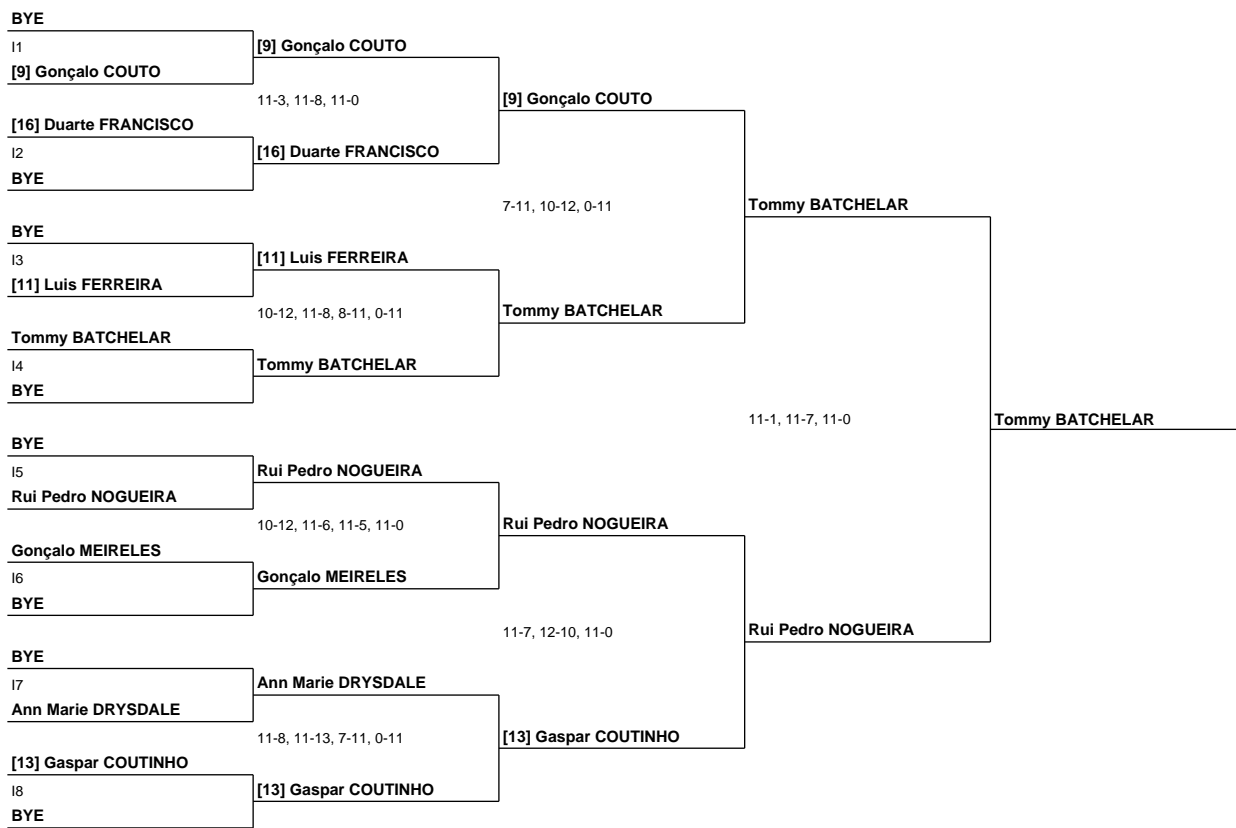 BYE
I1
[9] Gonçalo COUTO
[9] Gonçalo COUTO
11-3, 11-8, 11-0
[9] Gonçalo COUTO
[16] Duarte FRANCISCO
I2
[16] Duarte FRANCISCO
BYE
7-11, 10-12, 0-11
Tommy BATCHELAR
BYE
I3
[11] Luis FERREIRA
[11] Luis FERREIRA
10-12, 11-8, 8-11, 0-11
Tommy BATCHELAR
Tommy BATCHELAR
I4
Tommy BATCHELAR
BYE
11-1, 11-7, 11-0
Tommy BATCHELAR
BYE
I5
Rui Pedro NOGUEIRA
Rui Pedro NOGUEIRA
10-12, 11-6, 11-5, 11-0
Rui Pedro NOGUEIRA
Gonçalo MEIRELES
I6
Gonçalo MEIRELES
BYE
11-7, 12-10, 11-0
Rui Pedro NOGUEIRA
BYE
I7
Ann Marie DRYSDALE
Ann Marie DRYSDALE
11-8, 11-13, 7-11, 0-11
[13] Gaspar COUTINHO
[13] Gaspar COUTINHO
I8
[13] Gaspar COUTINHO
BYE